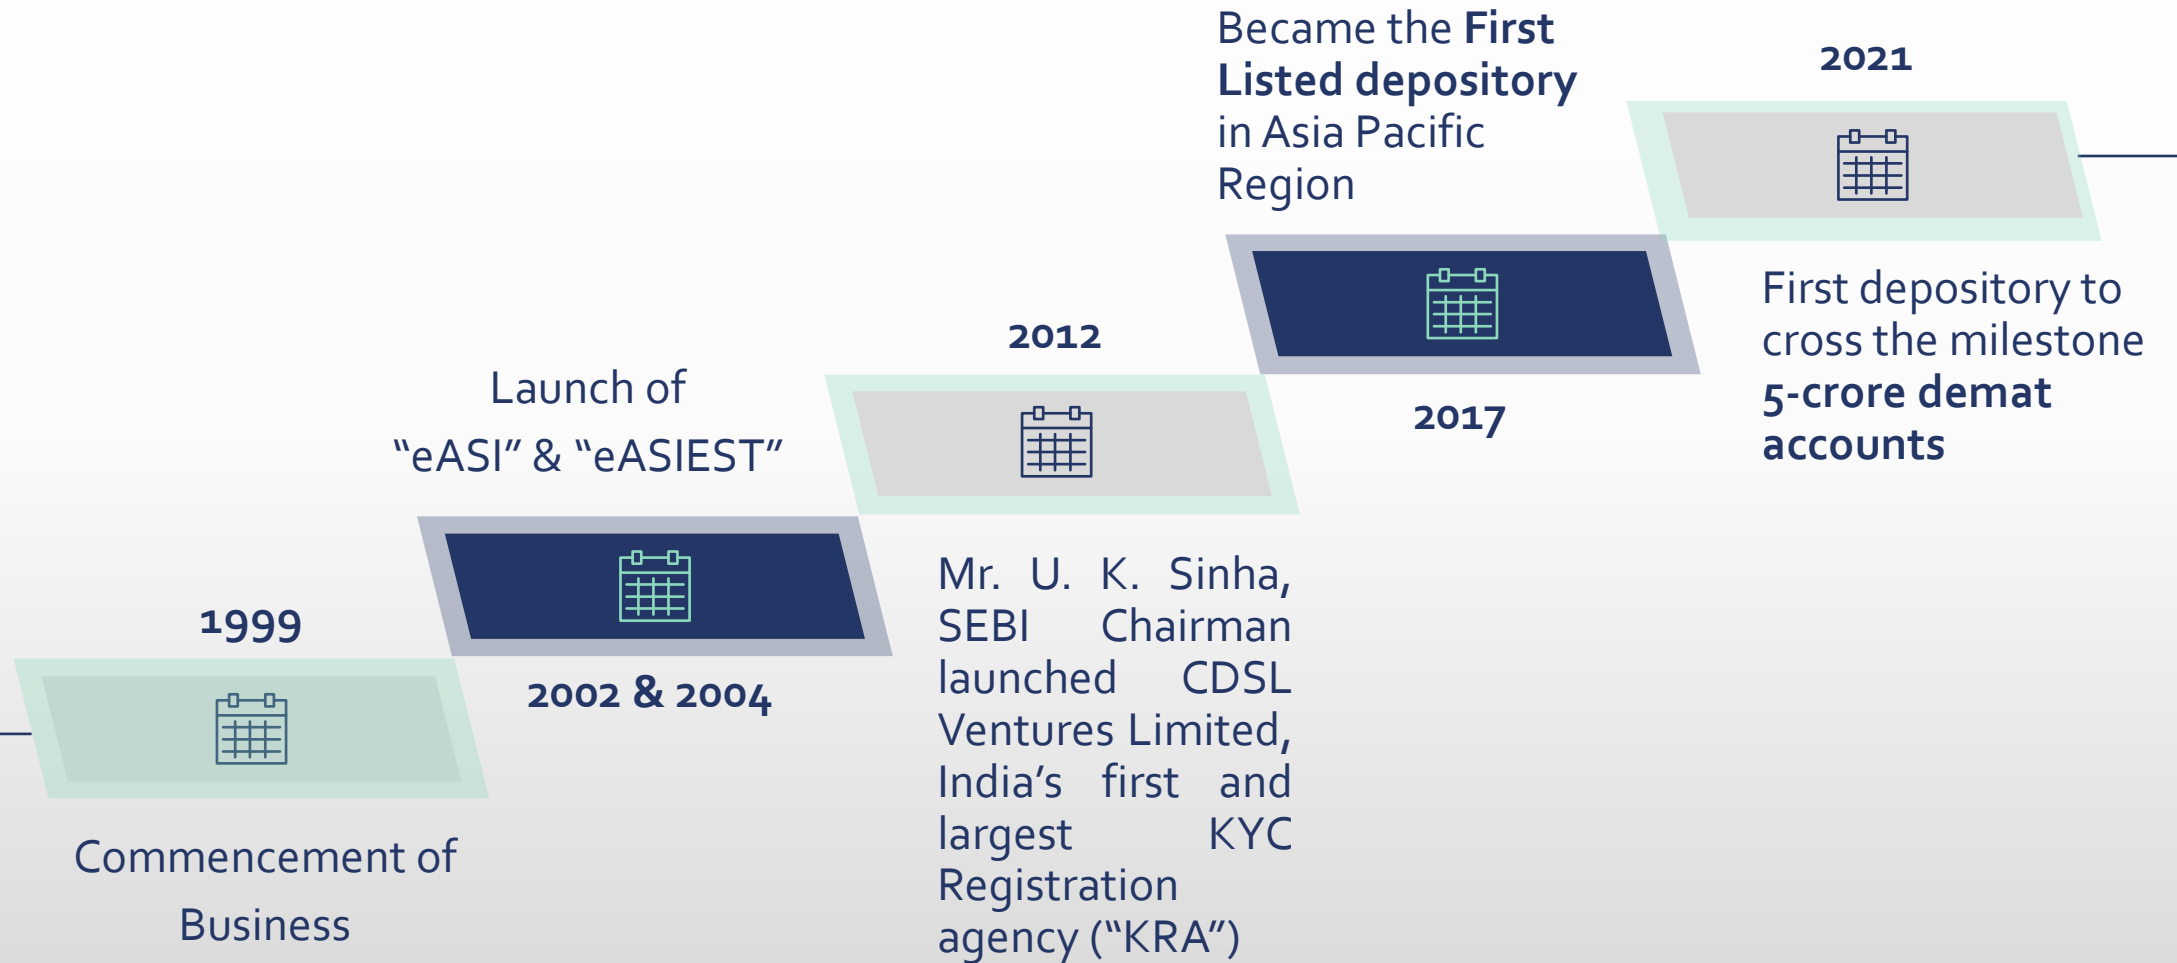 1999
Commencement of
Business
Launch of
“eASI” & “eASIEST”
2002 & 2004
2012
Mr. U. K. Sinha,
SEBI Chairman
launched CDSL
Ventures Limited,
India’s first and
largest KYC
Registration
agency (“KRA”)
Became the First
Listed depository
in Asia Pacific
Region
2017
2021
First depository to
cross the milestone
5-crore demat
accounts